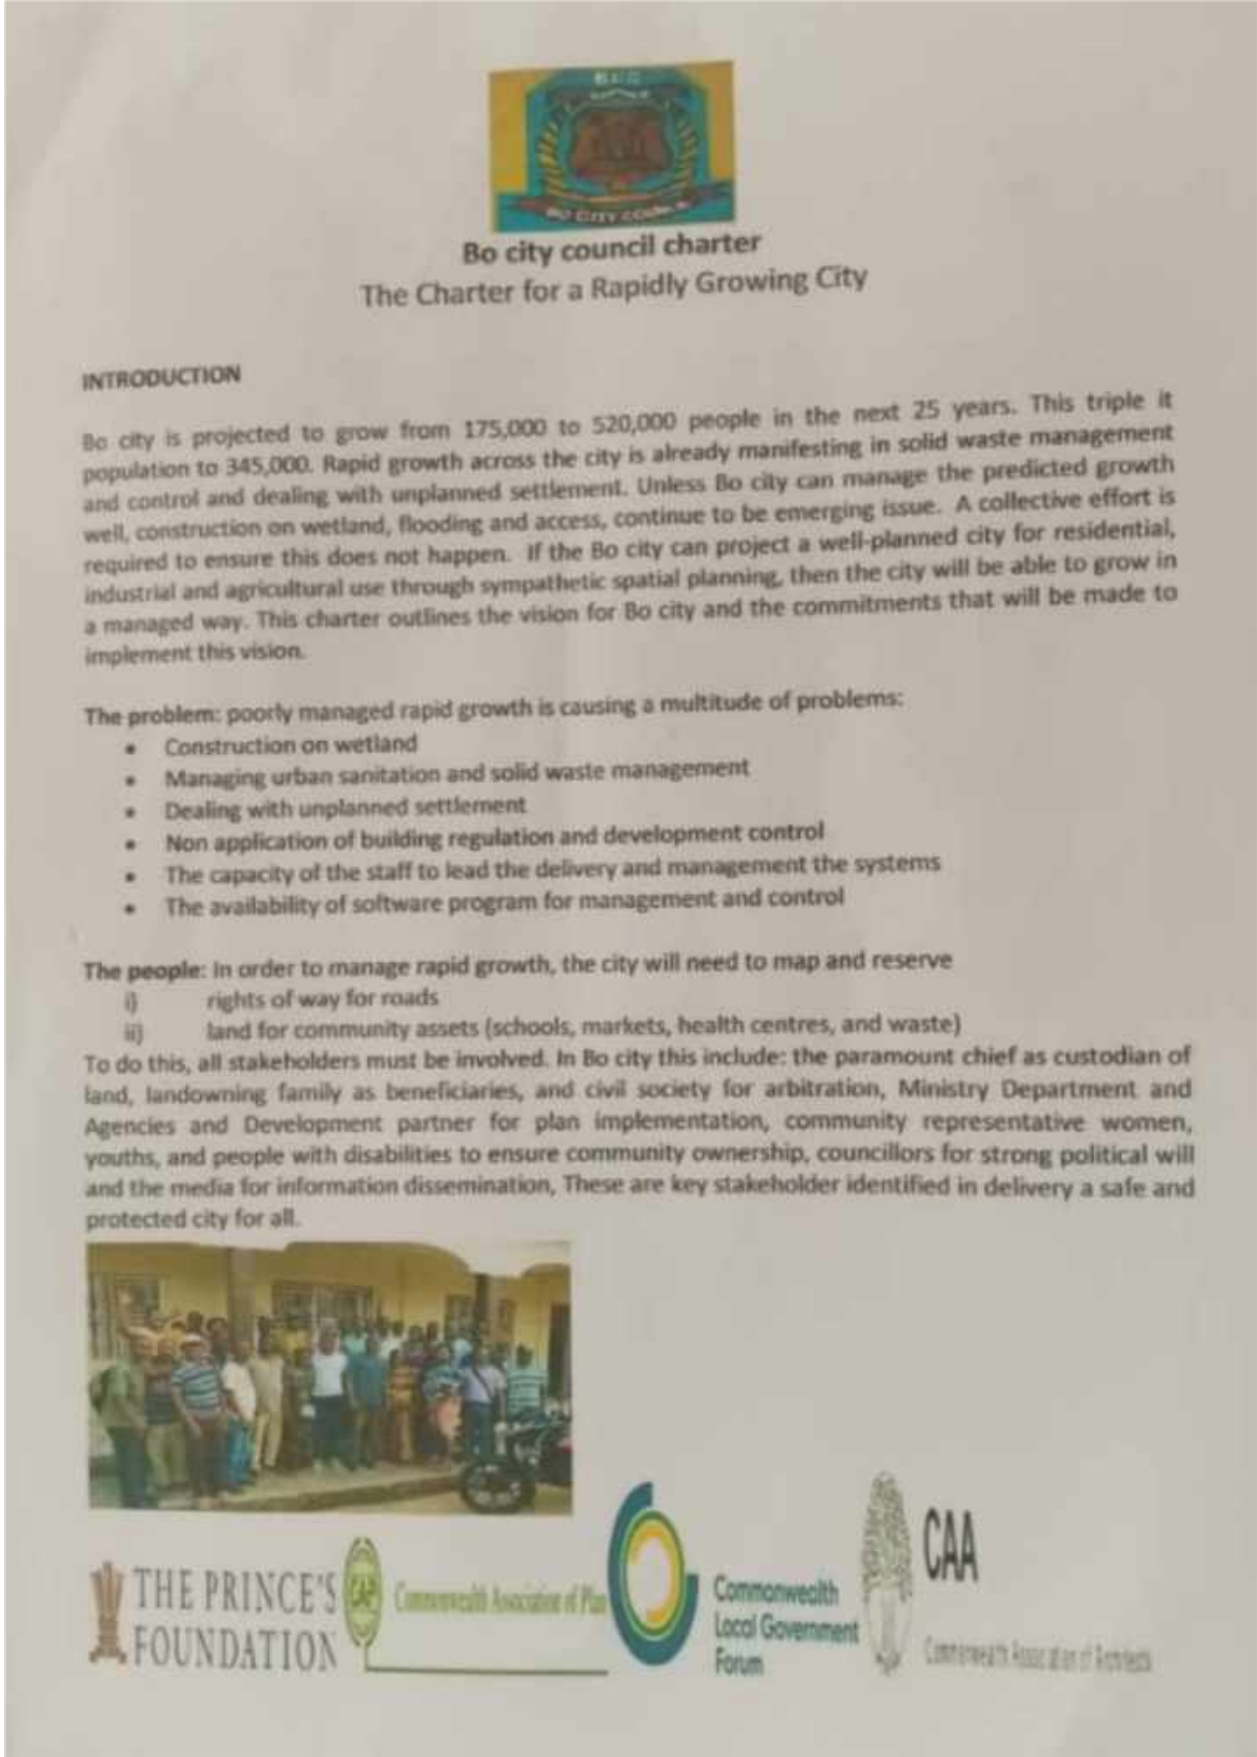 BO CITY COUNCIL
Bo city council charter
The Charter for a Rapidly Growing City
INTRODUCTION
Bo city is projected to grow from 175,000 to 520,000 people in the next 25 years. This triple it
population to 345,000. Rapid growth across the city is already manifesting in solid waste management
and control and dealing with unplanned settlement. Unless Bo city can manage the predicted growth
well, construction on wetland, flooding and access, continue to be emerging issue. A collective effort is
required to ensure this does not happen. If the Bo city can project a well-planned city for residential,
industrial and agricultural use through sympathetic spatial planning, then the city will be able to grow in
a managed way. This charter outlines the vision for Bo city and the commitments that will be made to
implement this vision.
The problem: poorly managed rapid growth is causing a multitude of problems:
• Construction on wetland
• Managing urban sanitation and solid waste management
• Dealing with unplanned settlement
• Non application of building regulation and development control
• The capacity of the staff to lead the delivery and management the systems
• The availability of software program for management and control
The people: In order to manage rapid growth, the city will need to map and reserve
i) rights of way for roads
ii) land for community assets (schools, markets, health centres, and waste)
To do this, all stakeholders must be involved. In Bo city this include: the paramount chief as custodian of
land, landowning family as beneficiaries, and civil society for arbitration, Ministry Department and
Agencies and Development partner for plan implementation, community representative women,
youths, and people with disabilities to ensure community ownership, councillors for strong political will
and the media for information dissemination, These are key stakeholder identified in delivery a safe and
protected city for all.
THE PRINCE'S
FOUNDATION
CAP
Commonwealth Association of Plan
Commonwealth
Local Government
Forum
CAA
Commonwealth Association of Architects